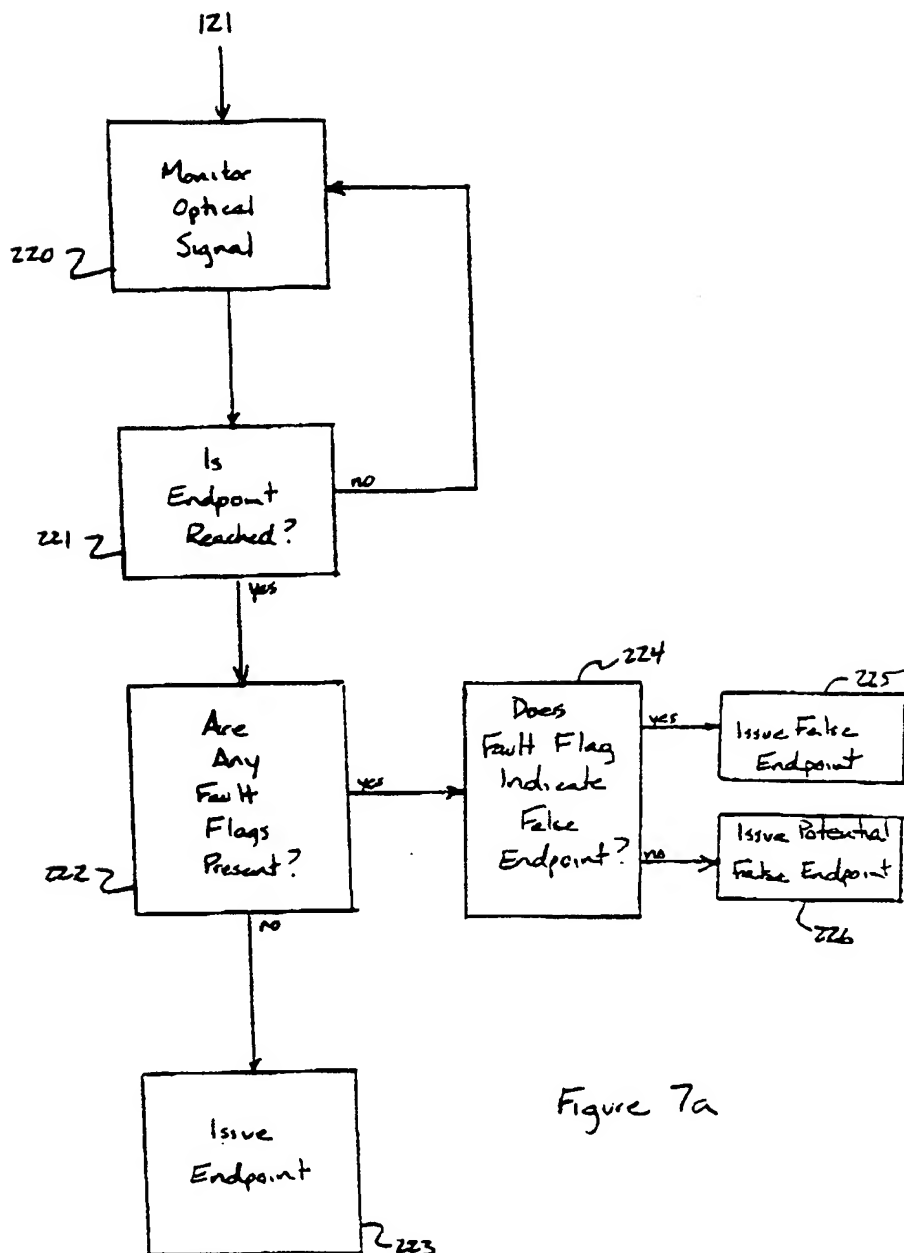 121
Monitor
Optical
Signal
220
Is
Endpoint
Reached?
no
221
yes
Are
Any
Fault
Flags
Present?
222
yes
no
224
Does
Fault Flag
Indicate
False
Endpoint?
yes
no
225
Issue False
Endpoint
Issue Potential
False Endpoint
226
Issue
Endpoint
223
Figure 7a